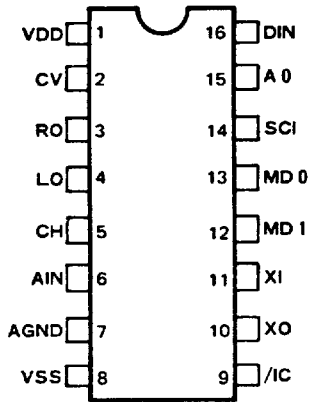 VDD 1 16 DIN
CV 2 15 A0
RO 3 14 SCI
LO 4 13 MD 0
CH 5 12 MD 1
AIN 6 11 XI
AGND 7 10 XO
VSS 8 9 /IC